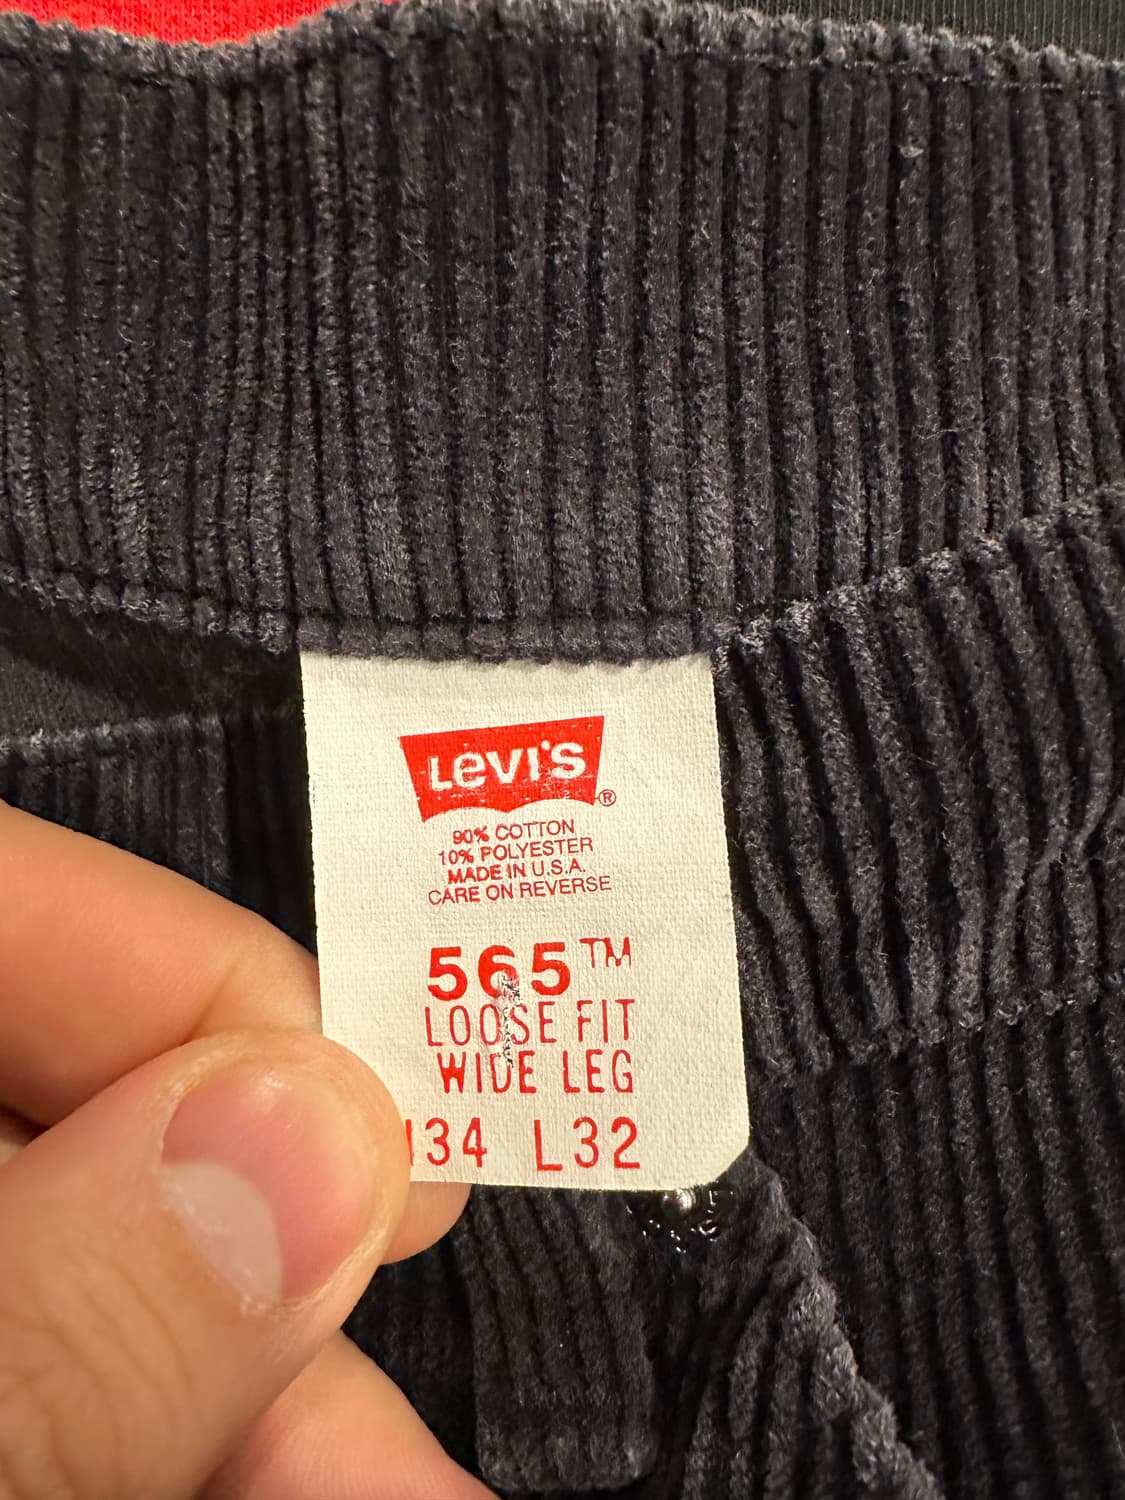 Levi's®
90% COTTON
10% POLYESTER
MADE IN U.S.A.
CARE ON REVERSE
565™
LOOSE FIT
WIDE LEG
34 L32